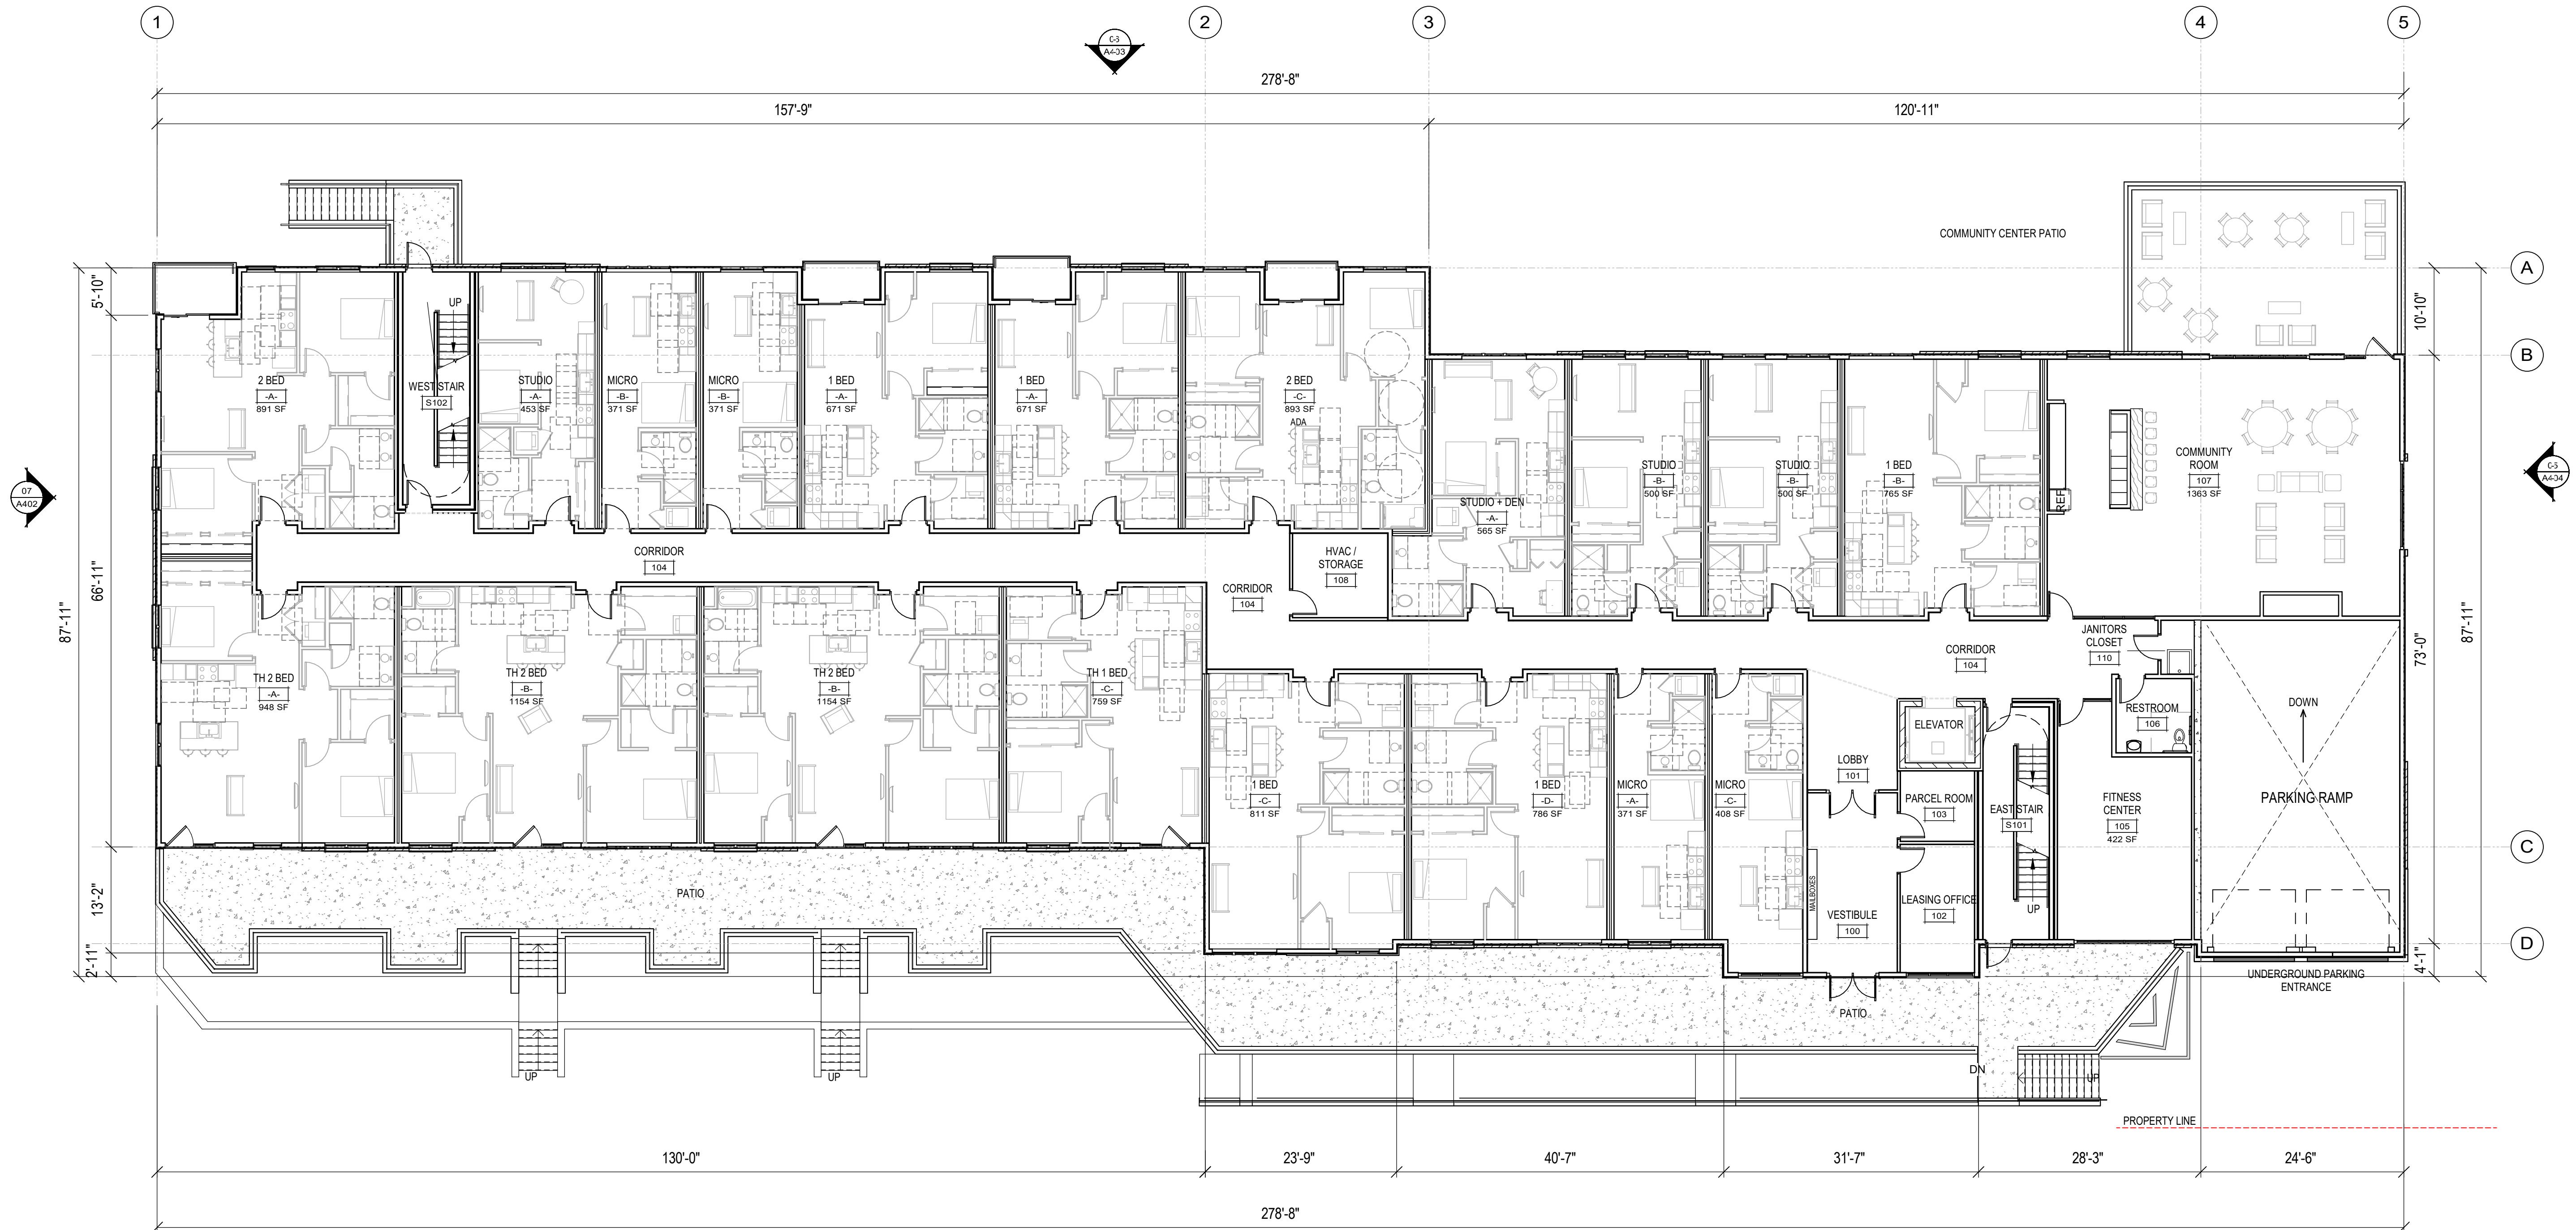 1
2
3
4
5
C-3
A4-03
278'-8"
157'-9"
120'-11"
COMMUNITY CENTER PATIO
A
5'-10"
10'-10"
UP
B
2 BED
-A-
891 SF
WEST STAIR
S102
STUDIO
-A-
453 SF
MICRO
-B-
371 SF
MICRO
-B-
371 SF
1 BED
-A-
671 SF
1 BED
-A-
671 SF
2 BED
-C-
893 SF
ADA
STUDIO + DEN
-A-
565 SF
STUDIO
-B-
500 SF
STUDIO
-B-
500 SF
1 BED
-B-
765 SF
REF
COMMUNITY
ROOM
107
1363 SF
07
A402
A4-04
CORRIDOR
104
HVAC /
STORAGE
108
CORRIDOR
104
66'-11"
87'-11"
73'-0"
87'-11"
CORRIDOR
104
JANITORS
CLOSET
110
TH 2 BED
-A-
948 SF
TH 2 BED
-B-
1154 SF
TH 2 BED
-B-
1154 SF
TH 1 BED
-C-
759 SF
RESTROOM
106
DOWN
ELEVATOR
LOBBY
101
1 BED
-C-
811 SF
1 BED
-D-
786 SF
MICRO
-A-
371 SF
MICRO
-C-
408 SF
PARCEL ROOM
103
EAST STAIR
S101
FITNESS
CENTER
105
422 SF
PARKING RAMP
C
PATIO
13'-2"
MAILBOXES
LEASING OFFICE
102
VESTIBULE
100
UP
D
2'-11"
4'-1"
UNDERGROUND PARKING
ENTRANCE
PATIO
UP
UP
DN
UP
PROPERTY LINE
130'-0"
23'-9"
40'-7"
31'-7"
28'-3"
24'-6"
278'-8"